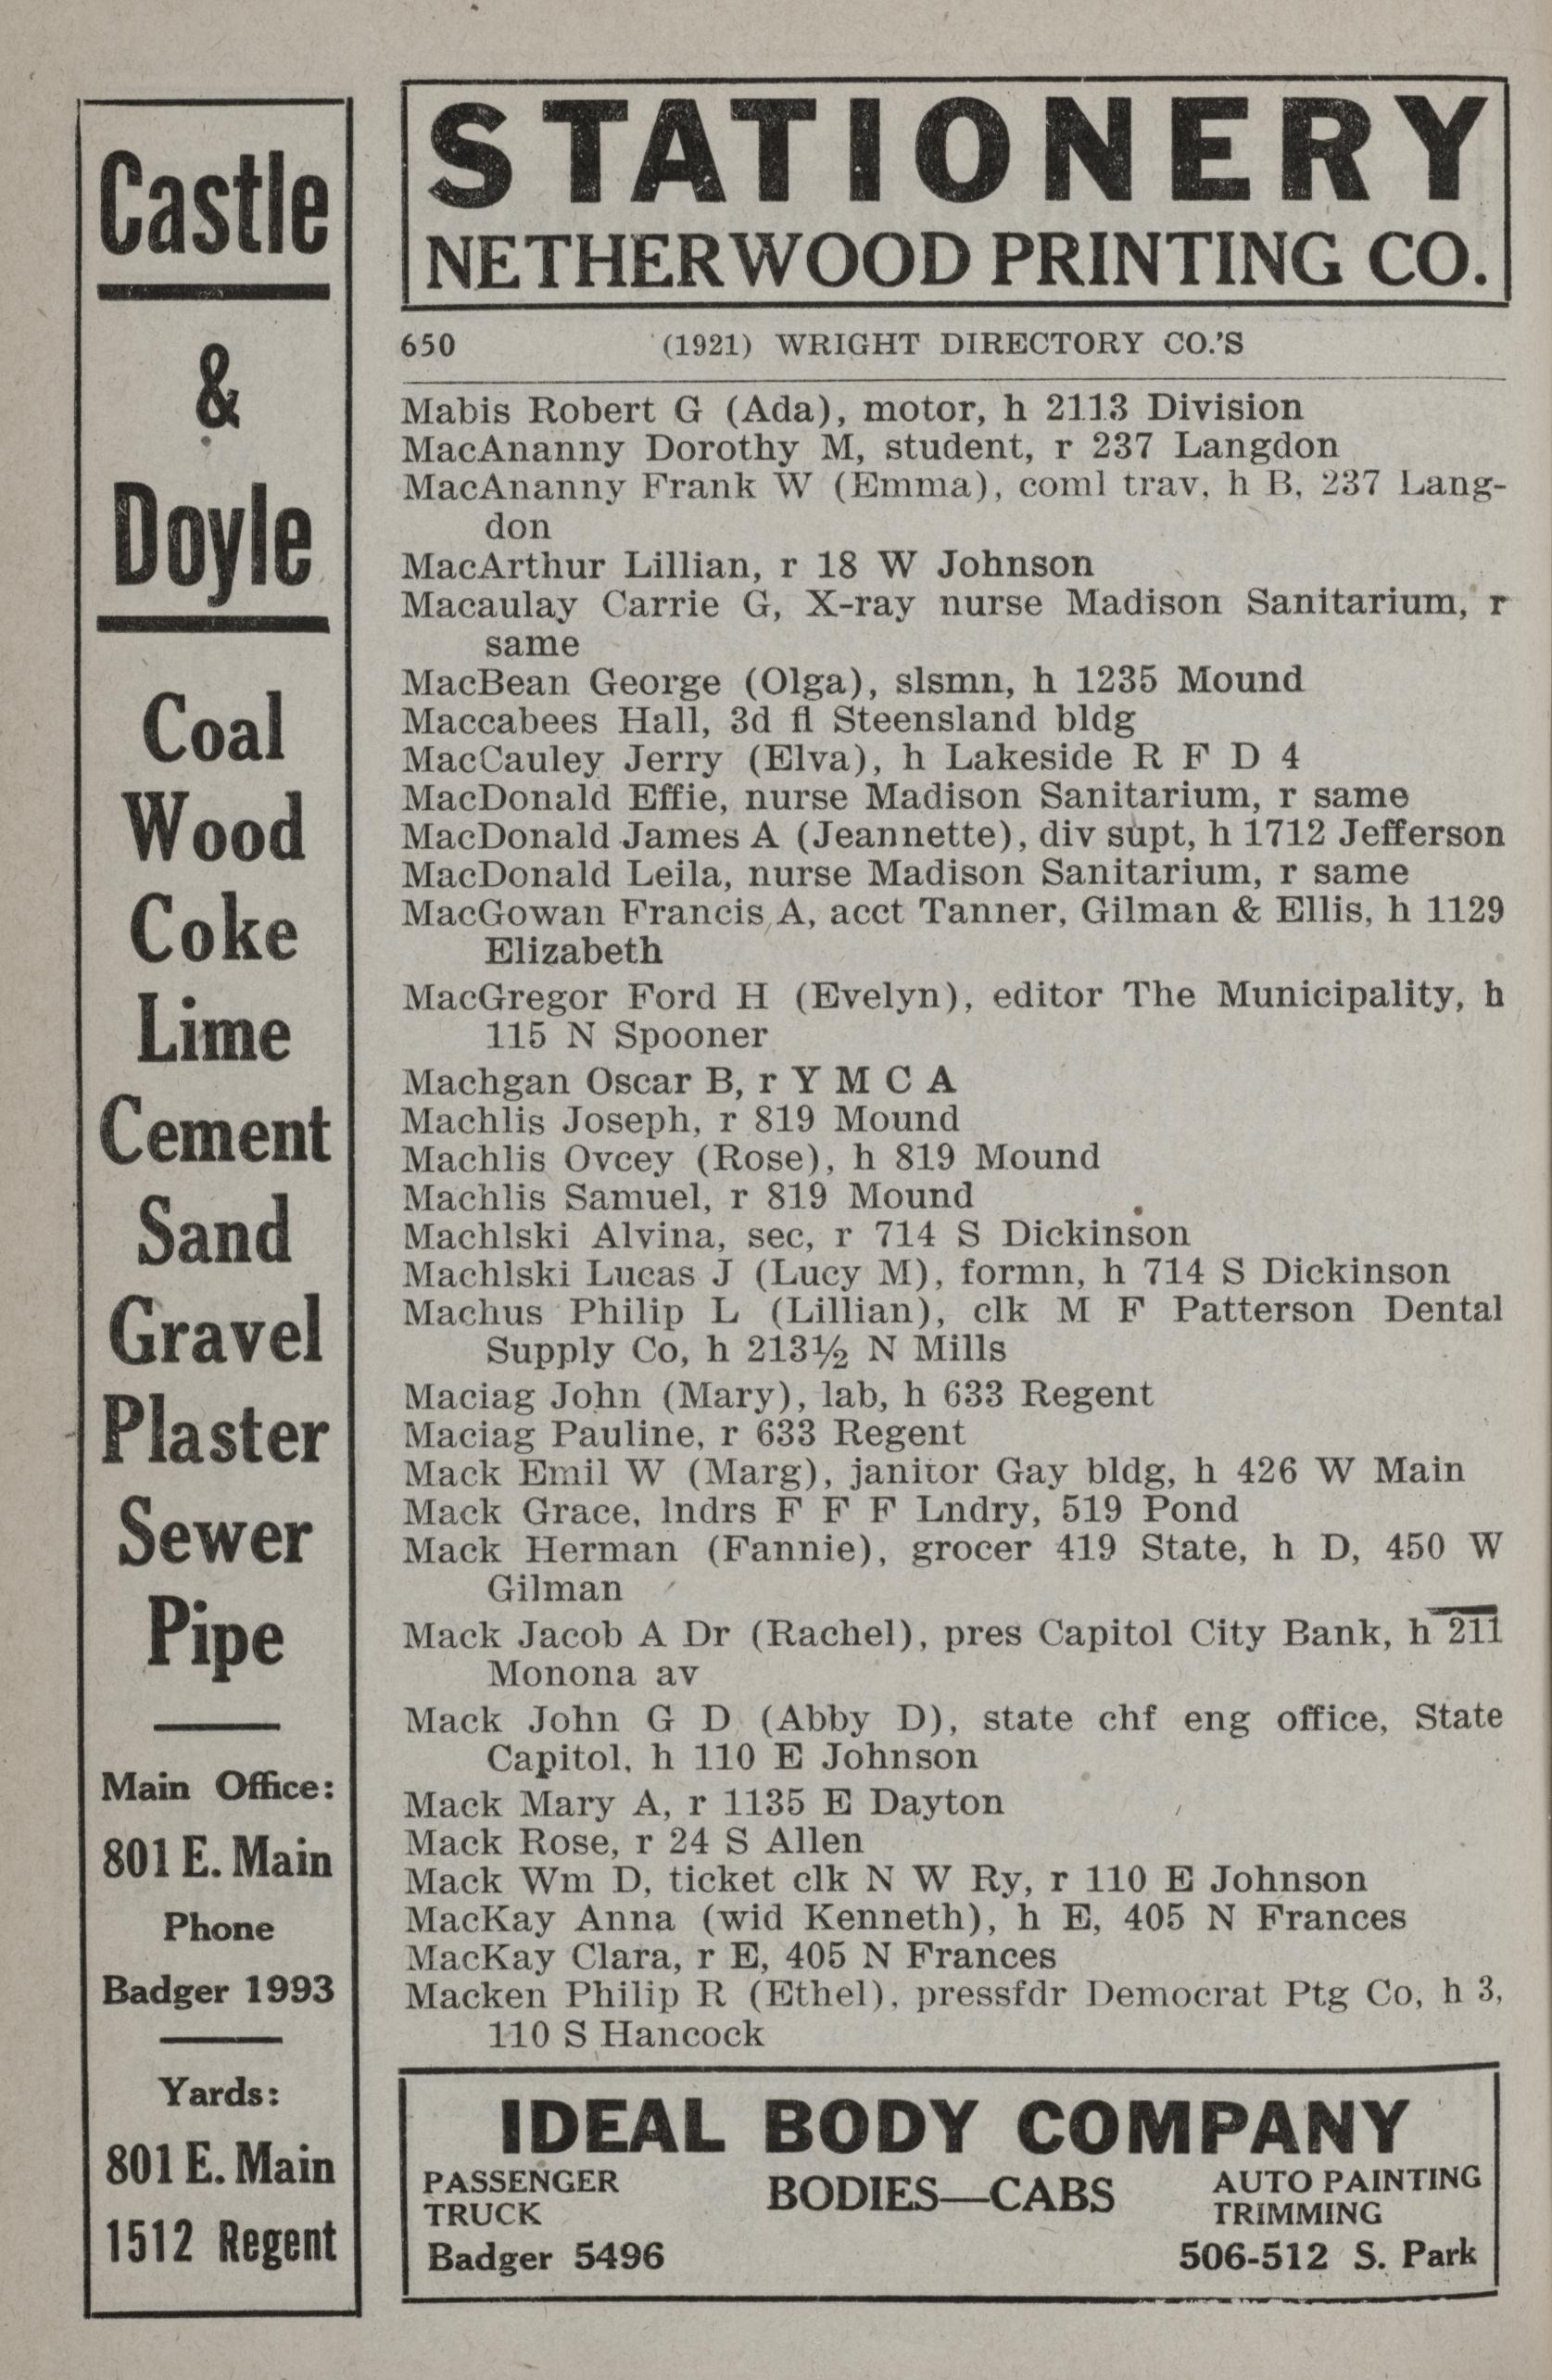 Castle
&
Doyle
Coal
Wood
Coke
Lime
Cement
Sand
Gravel
Plaster
Sewer
Pipe
Main Office:
801 E. Main
Phone
Badger 1993
Yards:
801 E. Main
1512 Regent
STATIONERY
NETHERWOOD PRINTING CO.
650 (1921) WRIGHT DIRECTORY CO.'S
Mabis Robert G (Ada), motor, h 2113 Division
MacAnanny Dorothy M, student, r 237 Langdon
MacAnanny Frank W (Emma), coml trav, h B, 237 Lang-
don
MacArthur Lillian, r 18 W Johnson
Macaulay Carrie G, X-ray nurse Madison Sanitarium, r
same
MacBean George (Olga), slsmn, h 1235 Mound
Maccabees Hall, 3d fl Steensland bldg
MacCauley Jerry (Elva), h Lakeside R F D 4
MacDonald Effie, nurse Madison Sanitarium, r same
MacDonald James A (Jeannette), div supt, h 1712 Jefferson
MacDonald Leila, nurse Madison Sanitarium, r same
MacGowan Francis A, acct Tanner, Gilman & Ellis, h 1129
Elizabeth
MacGregor Ford H (Evelyn), editor The Municipality, h
115 N Spooner
Machgan Oscar B, r Y M C A
Machlis Joseph, r 819 Mound
Machlis Ovcey (Rose), h 819 Mound
Machlis Samuel, r 819 Mound
Machlski Alvina, sec, r 714 S Dickinson
Machlski Lucas J (Lucy M), formn, h 714 S Dickinson
Machus Philip L (Lillian), clk M F Patterson Dental
Supply Co, h 213½ N Mills
Maciag John (Mary), lab, h 633 Regent
Maciag Pauline, r 633 Regent
Mack Emil W (Marg), janitor Gay bldg, h 426 W Main
Mack Grace, lndrs F F F Lndry, 519 Pond
Mack Herman (Fannie), grocer 419 State, h D, 450 W
Gilman
Mack Jacob A Dr (Rachel), pres Capitol City Bank, h 211
Monona av
Mack John G D (Abby D), state chf eng office, State
Capitol, h 110 E Johnson
Mack Mary A, r 1135 E Dayton
Mack Rose, r 24 S Allen
Mack Wm D, ticket clk N W Ry, r 110 E Johnson
MacKay Anna (wid Kenneth), h E, 405 N Frances
MacKay Clara, r E, 405 N Frances
Macken Philip R (Ethel), pressfdr Democrat Ptg Co, h 3,
110 S Hancock
IDEAL BODY COMPANY
PASSENGER
TRUCK
BODIES—CABS
AUTO PAINTING
TRIMMING
Badger 5496
506-512 S. Park